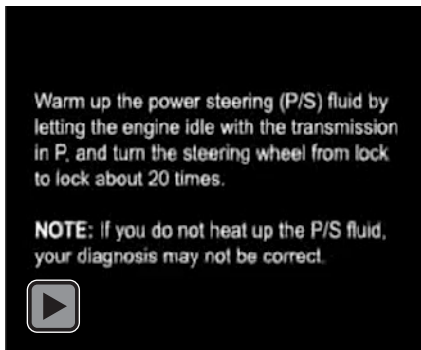 Warm up the power steering (P/S) fluid by
letting the engine idle with the transmission
in P, and turn the steering wheel from lock
to lock about 20 times.
NOTE: If you do not heat up the P/S fluid,
your diagnosis may not be correct.